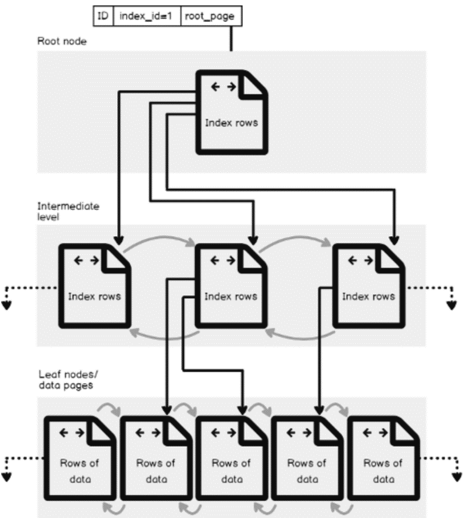 ID index_id=1 root_page
Root node
Index rows
Intermediate
level
Index rows
Index rows
Index rows
Leaf nodes/
data pages
Rows of
data
Rows of
data
Rows of
data
Rows of
data
Rows of
data